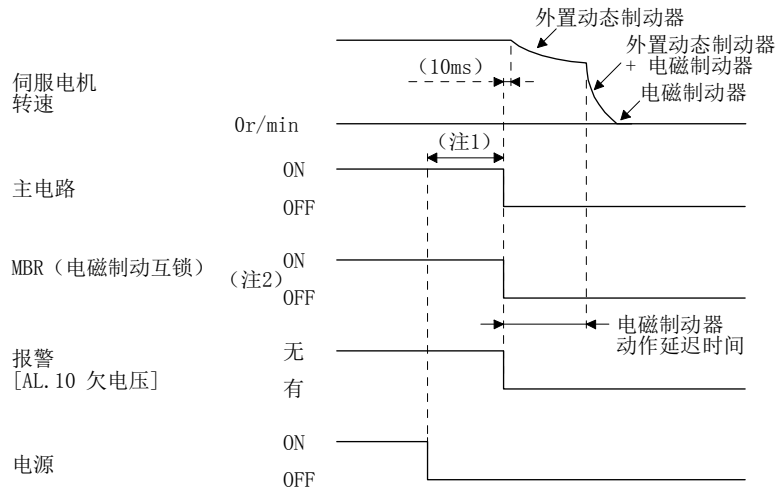 外置动态制动器
外置动态制动器
+ 电磁制动器
电磁制动器
(10ms)
伺服电机
转速
0r/min
(注1)
主电路
ON
OFF
MBR(电磁制动互锁)
(注2)
ON
OFF
电磁制动器
动作延迟时间
报警
[AL.10 欠电压]
无
有
电源
ON
OFF